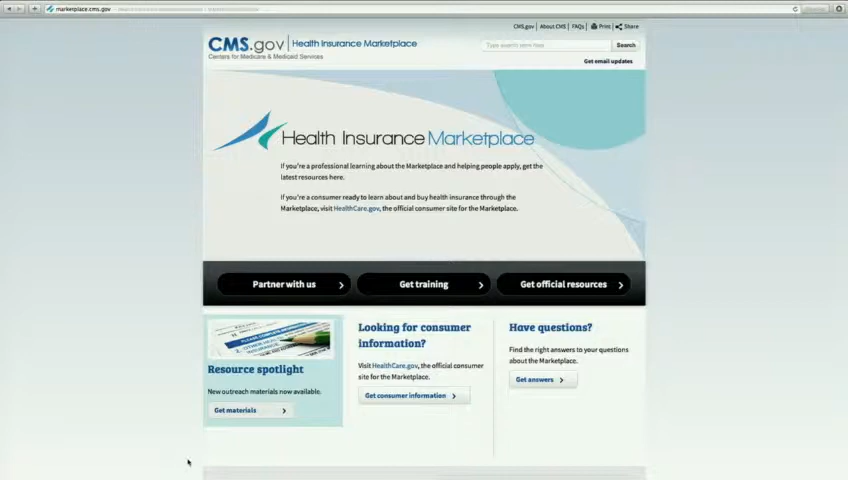 marketplace.cms.gov
CMS.gov | About CMS | FAQs | Print | Share
CMS.gov | Health Insurance Marketplace
Centers for Medicare & Medicaid Services
Type search term here
Search
Get email updates
Health Insurance Marketplace
If you're a professional learning about the Marketplace and helping people apply, get the
latest resources here.
If you're a consumer ready to learn about and buy health insurance through the
Marketplace, visit HealthCare.gov, the official consumer site for the Marketplace.
Partner with us
Get training
Get official resources
Resource spotlight
New outreach materials now available.
Get materials
Looking for consumer
information?
Visit HealthCare.gov, the official consumer
site for the Marketplace.
Get consumer information
Have questions?
Find the right answers to your questions
about the Marketplace.
Get answers